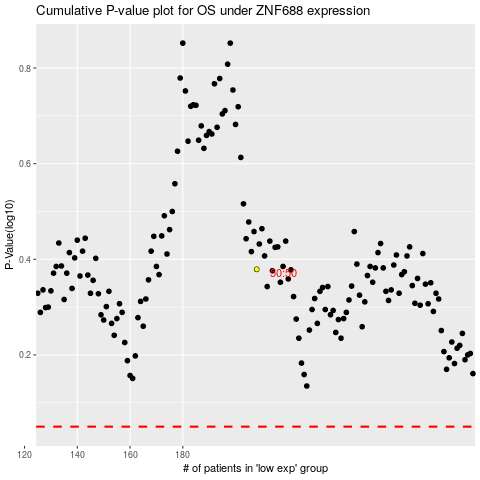 Cumulative P-value plot for OS under ZNF688 expression
P-Value(log10)
0.8
0.6
0.4
0.2
50:50
120 140 160 180
# of patients in 'low exp' group